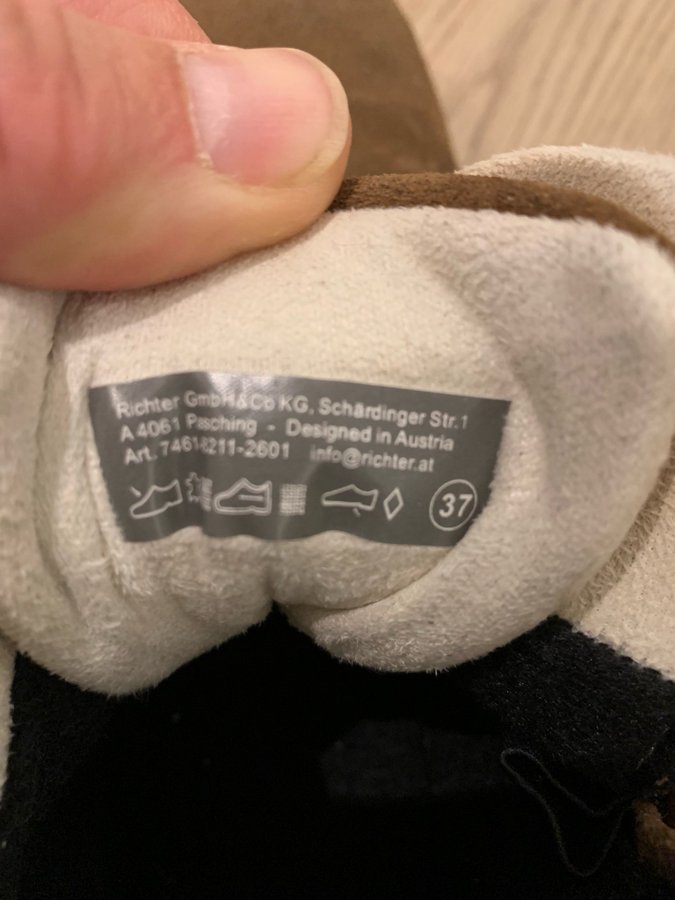 Richter GmbH&Co KG, Schärdinger Str.1
A 4061 Pasching - Designed in Austria
Art. 7461-8211-2601 info@richter.at
37